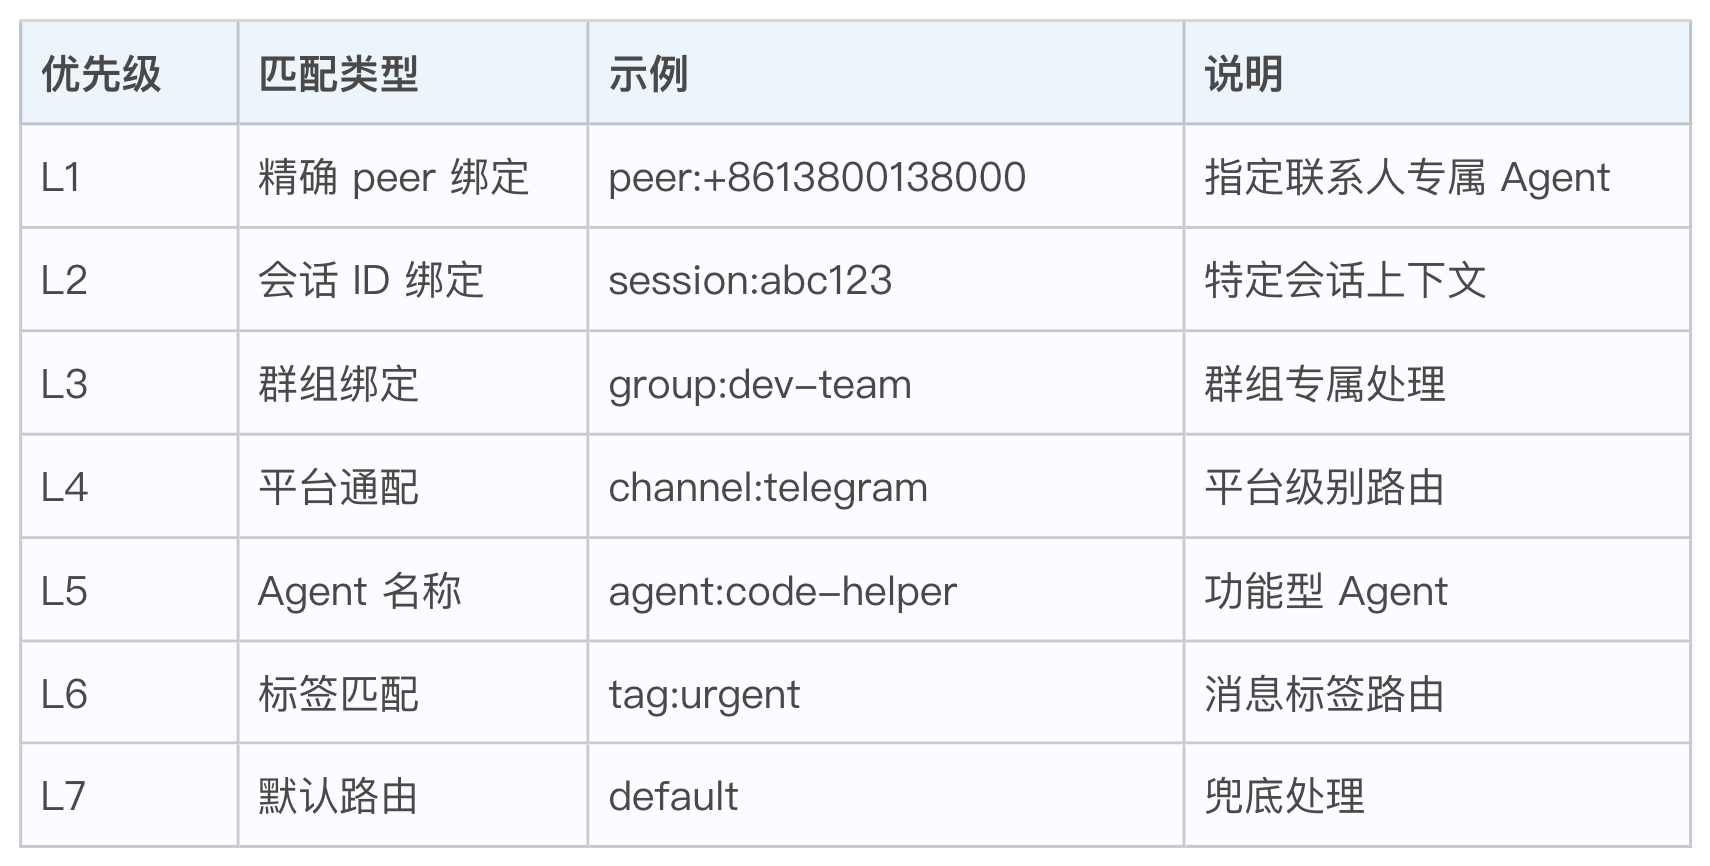 优先级 匹配类型 示例 说明
L1 精确 peer 绑定 peer:+8613800138000 指定联系人专属 Agent
L2 会话 ID 绑定 session:abc123 特定会话上下文
L3 群组绑定 group:dev-team 群组专属处理
L4 平台通配 channel:telegram 平台级别路由
L5 Agent 名称 agent:code-helper 功能型 Agent
L6 标签匹配 tag:urgent 消息标签路由
L7 默认路由 default 兜底处理